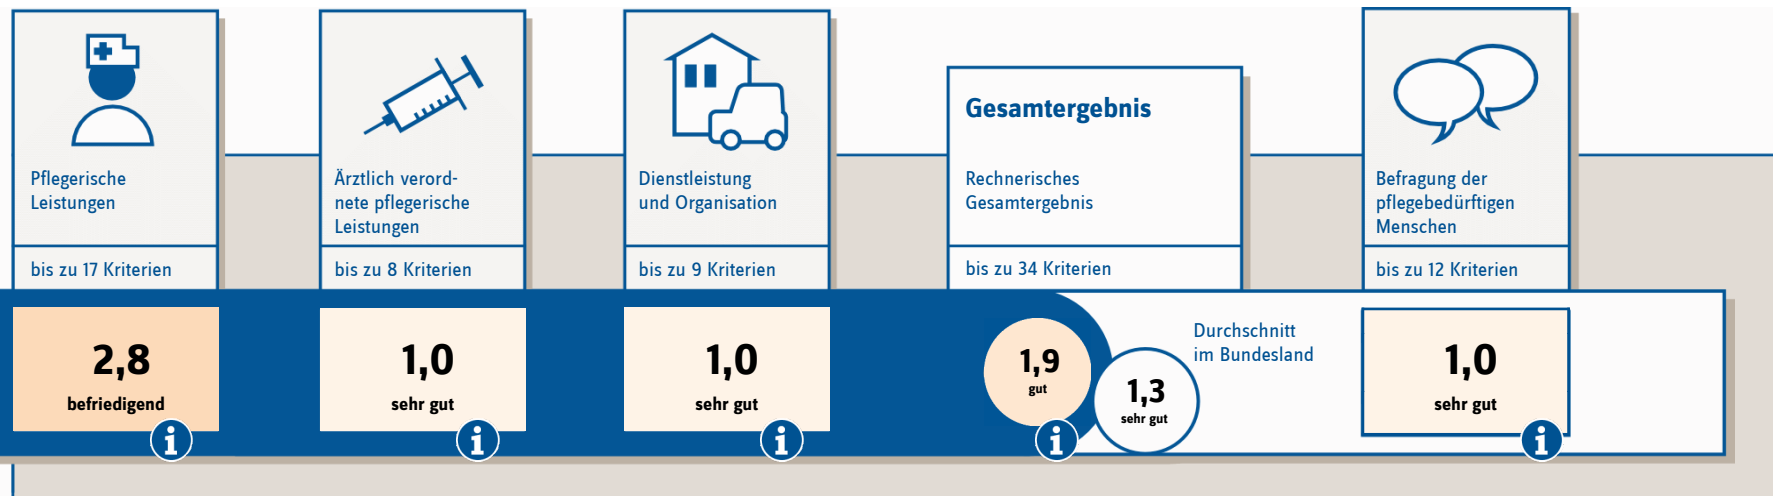 Pflegerische
Leistungen
bis zu 17 Kriterien
2,8
befriedigend
i
Ärztlich verord-
nete pflegerische
Leistungen
bis zu 8 Kriterien
1,0
sehr gut
i
Dienstleistung
und Organisation
bis zu 9 Kriterien
1,0
sehr gut
i
Gesamtergebnis
Rechnerisches
Gesamtergebnis
bis zu 34 Kriterien
1,9
gut
i
1,3
sehr gut
Durchschnitt
im Bundesland
Befragung der
pflegebedürftigen
Menschen
bis zu 12 Kriterien
1,0
sehr gut
i